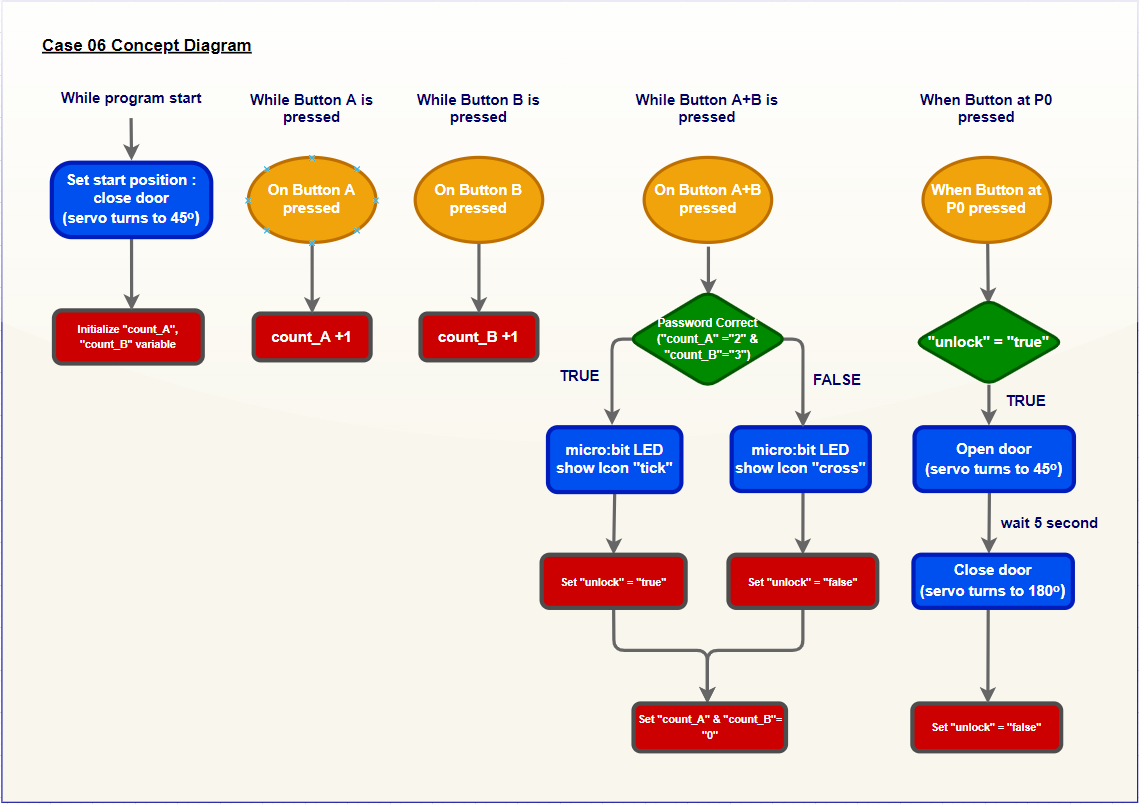 Case 06 Concept Diagram
While program start
Set start position :
close door
(servo turns to 45º)
Initialize "count_A",
"count_B" variable
While Button A is
pressed
On Button A
pressed
count_A +1
While Button B is
pressed
On Button B
pressed
count_B +1
While Button A+B is
pressed
On Button A+B
pressed
Password Correct
("count_A" ="2" &
"count_B"="3")
TRUE
FALSE
micro:bit LED
show Icon "tick"
micro:bit LED
show Icon "cross"
Set "unlock" = "true"
Set "unlock" = "false"
Set "count_A" & "count_B"=
"0"
When Button at P0
pressed
When Button at
P0 pressed
"unlock" = "true"
TRUE
Open door
(servo turns to 45º)
wait 5 second
Close door
(servo turns to 180º)
Set "unlock" = "false"